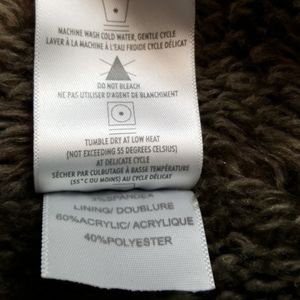 MACHINE WASH COLD WATER, GENTLE CYCLE
LAVER À LA MACHINE À L'EAU FROIDE CYCLE DÉLICAT
DO NOT BLEACH.
NE PAS UTILISER D'AGENT DE BLANCHIMENT
TUMBLE DRY AT LOW HEAT
(NOT EXCEEDING 55 DEGREES CELSIUS)
AT DELICATE CYCLE
SÉCHER PAR CULBUTAGE À BASSE TEMPÉRATURE
(55°C OU MOINS) AU CYCLE DÉLICAT
SPANDEX
LINING/ DOUBLURE
60%ACRYLIC/ ACRYLIQUE
40%POLYESTER